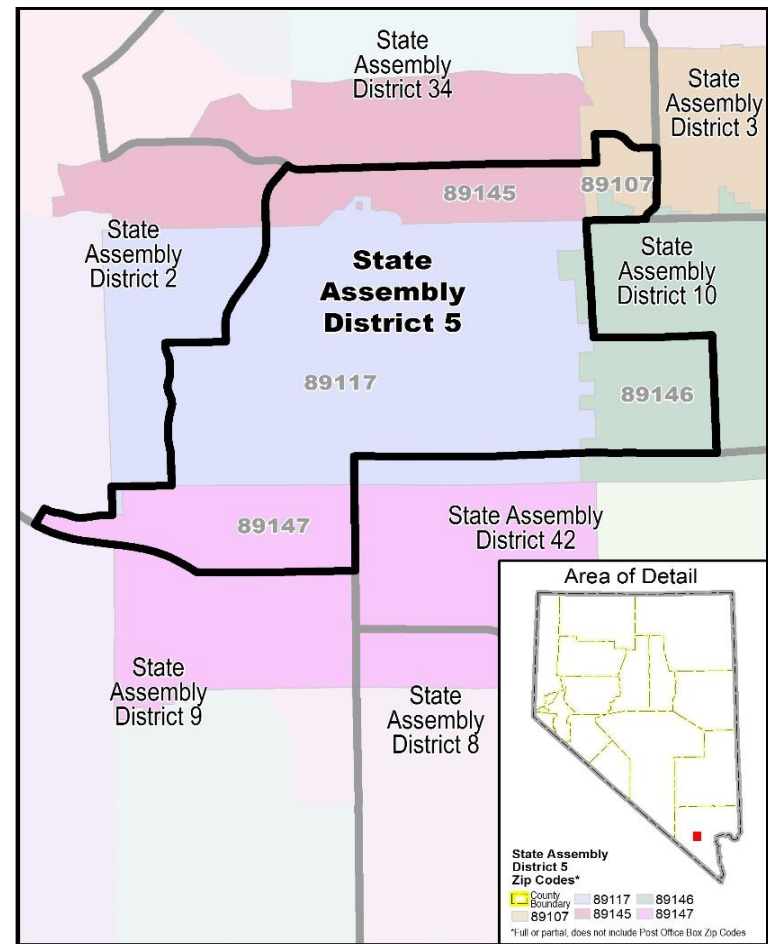 State
Assembly
District 34
State
Assembly
District 3
89107
89145
State
Assembly
District 2
State
Assembly
District 10
State
Assembly
District 5
89117
89146
89147
State Assembly
District 42
State
Assembly
District 9
State
Assembly
District 8
Area of Detail
State Assembly
District 5
Zip Codes*
County
Boundary
89117
89146
89107
89145
89147
*Full or partial, does not include Post Office Box Zip Codes